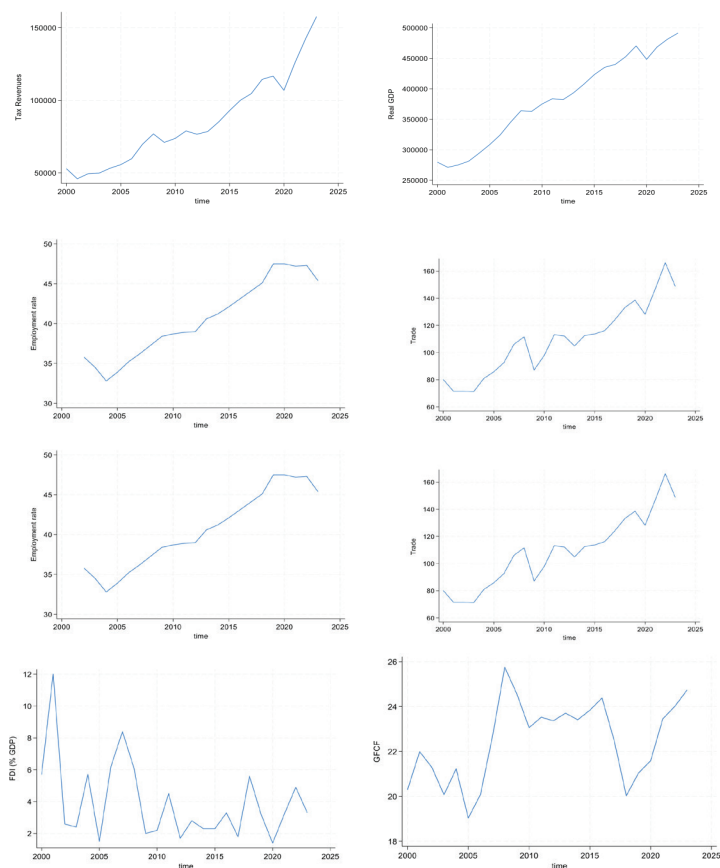 Tax Revenues
150000
100000
50000
2000 2005 2010 2015 2020 2025
time
Real GDP
500000
450000
400000
350000
300000
250000
2000 2005 2010 2015 2020 2025
time
Employment rate
50
45
40
35
30
2000 2005 2010 2015 2020 2025
time
Trade
160
140
120
100
80
60
2000 2005 2010 2015 2020 2025
time
Employment rate
50
45
40
35
30
2000 2005 2010 2015 2020 2025
time
Trade
160
140
120
100
80
60
2000 2005 2010 2015 2020 2025
time
FDI (% GDP)
12
10
8
6
4
2
2000 2005 2010 2015 2020 2025
time
GFCF
26
24
22
20
18
2000 2005 2010 2015 2020 2025
time